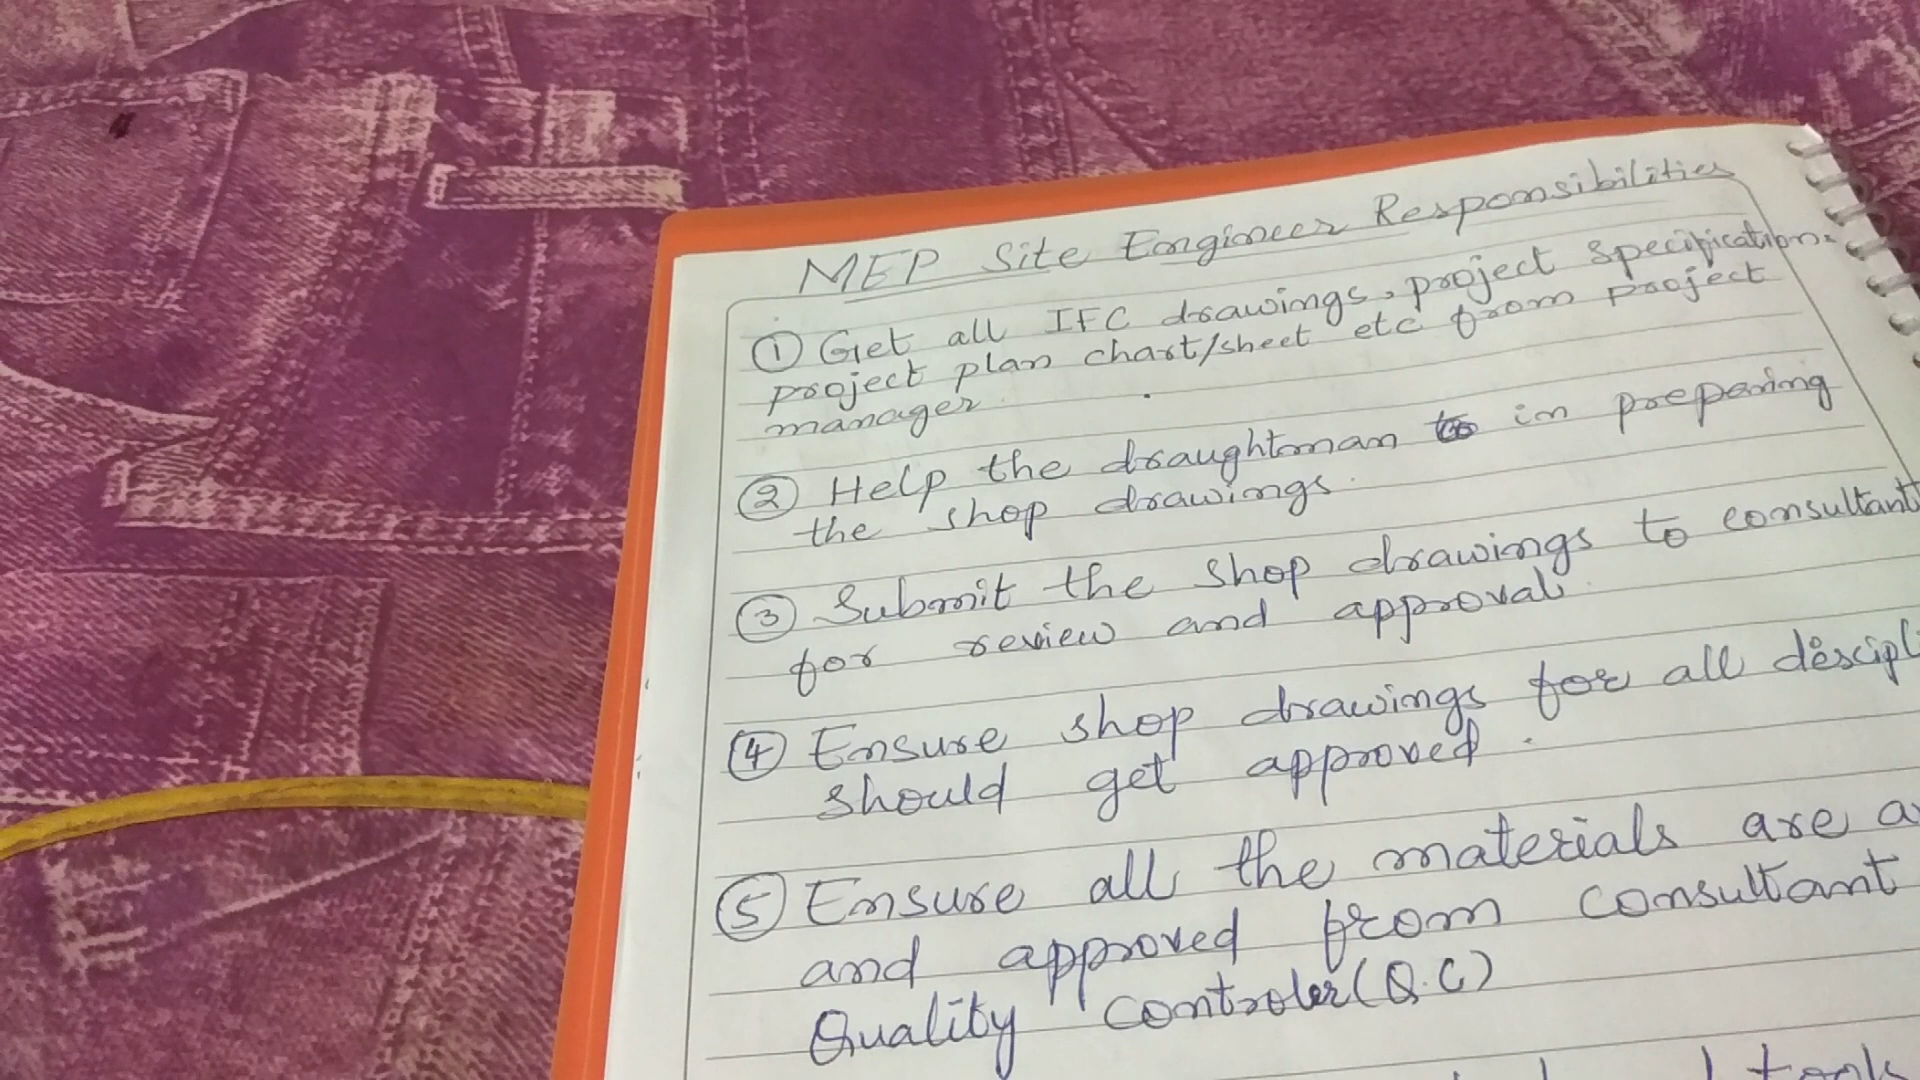 MEP Site Engineer Responsibilities
① Get all IFC drawings, project specifications
project plan chart/sheet etc from project
manager
② Help the draughtman in preparing
the shop drawings.
③ Submit the shop drawings to consultant
for review and approval.
④ Ensure shop drawings for all
should get approved.
⑤ Ensure all the materials are
and approved from consultant
Quality Controler (Q.C)